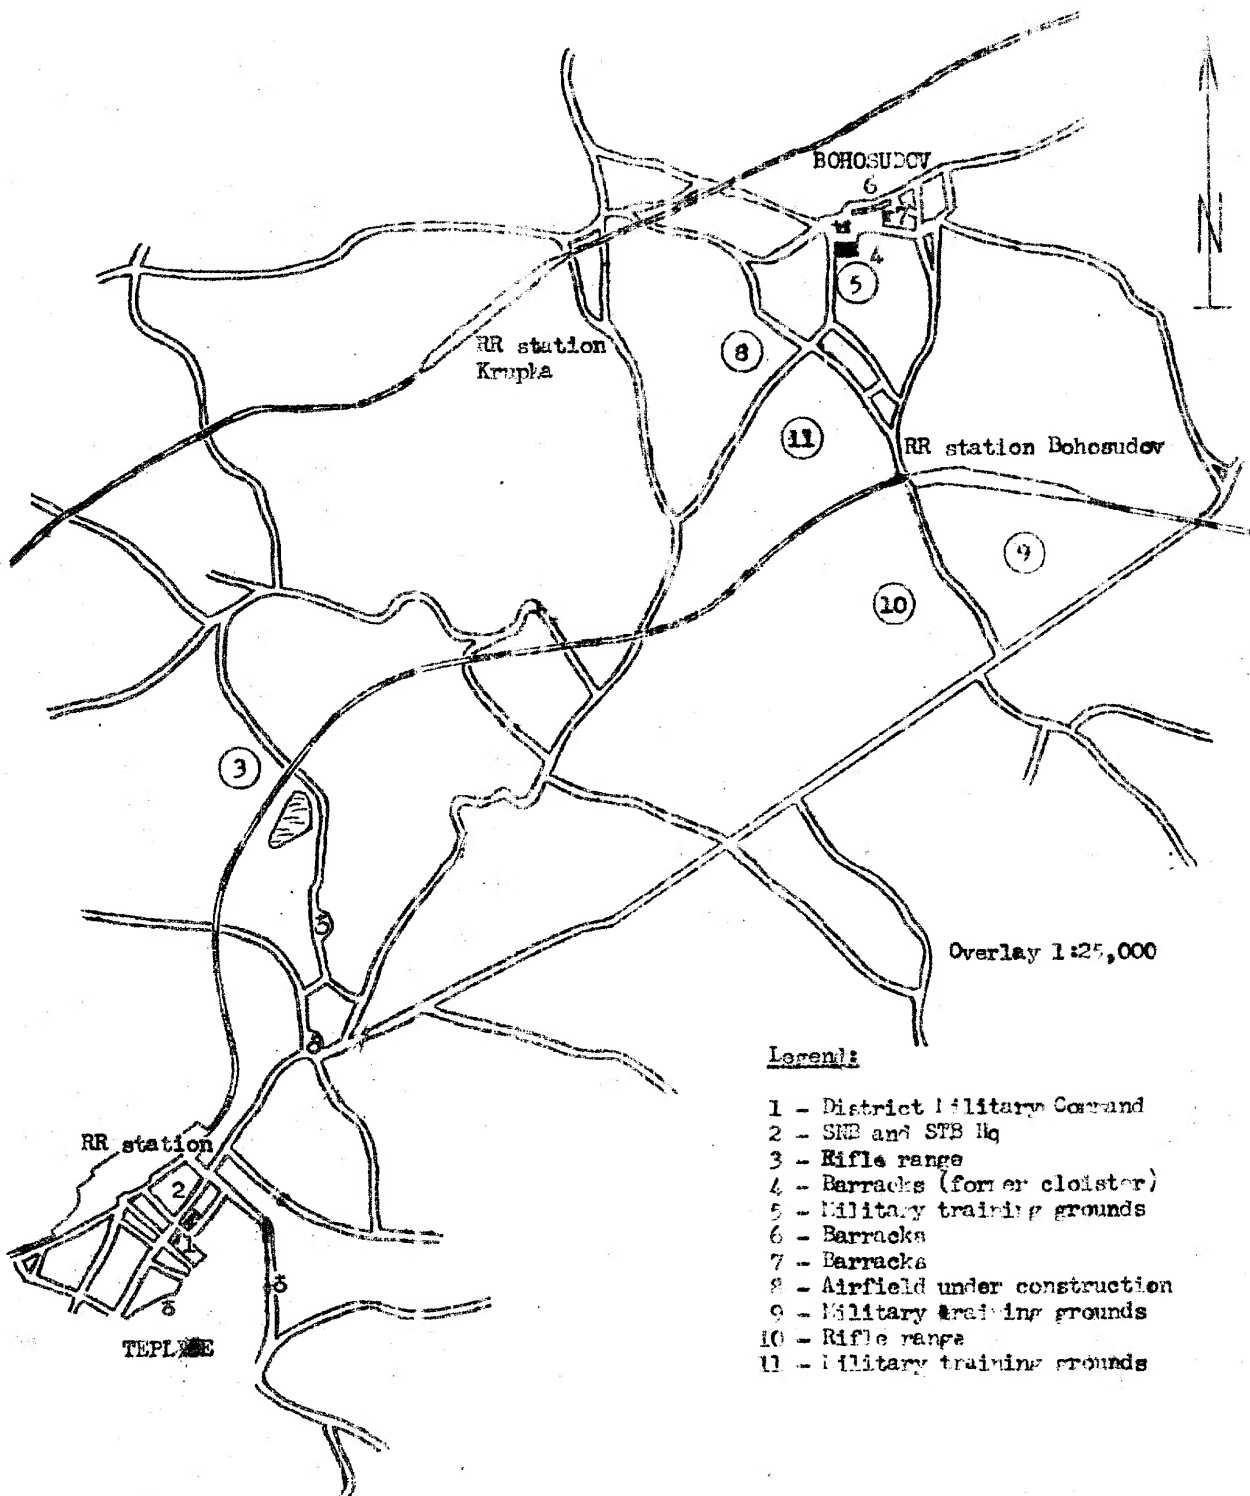 N
BOHOSUDOV
6
7
4
5
8
RR station
Krupka
11
RR station Bohosudov
9
10
3
Overlay 1:25,000
Legend:
1 - District Military Command
2 - SNB and STB Hq
3 - Rifle range
4 - Barracks (former cloister)
5 - Military training grounds
6 - Barracks
7 - Barracks
8 - Airfield under construction
9 - Military training grounds
10 - Rifle range
11 - Military training grounds
RR station
2
1